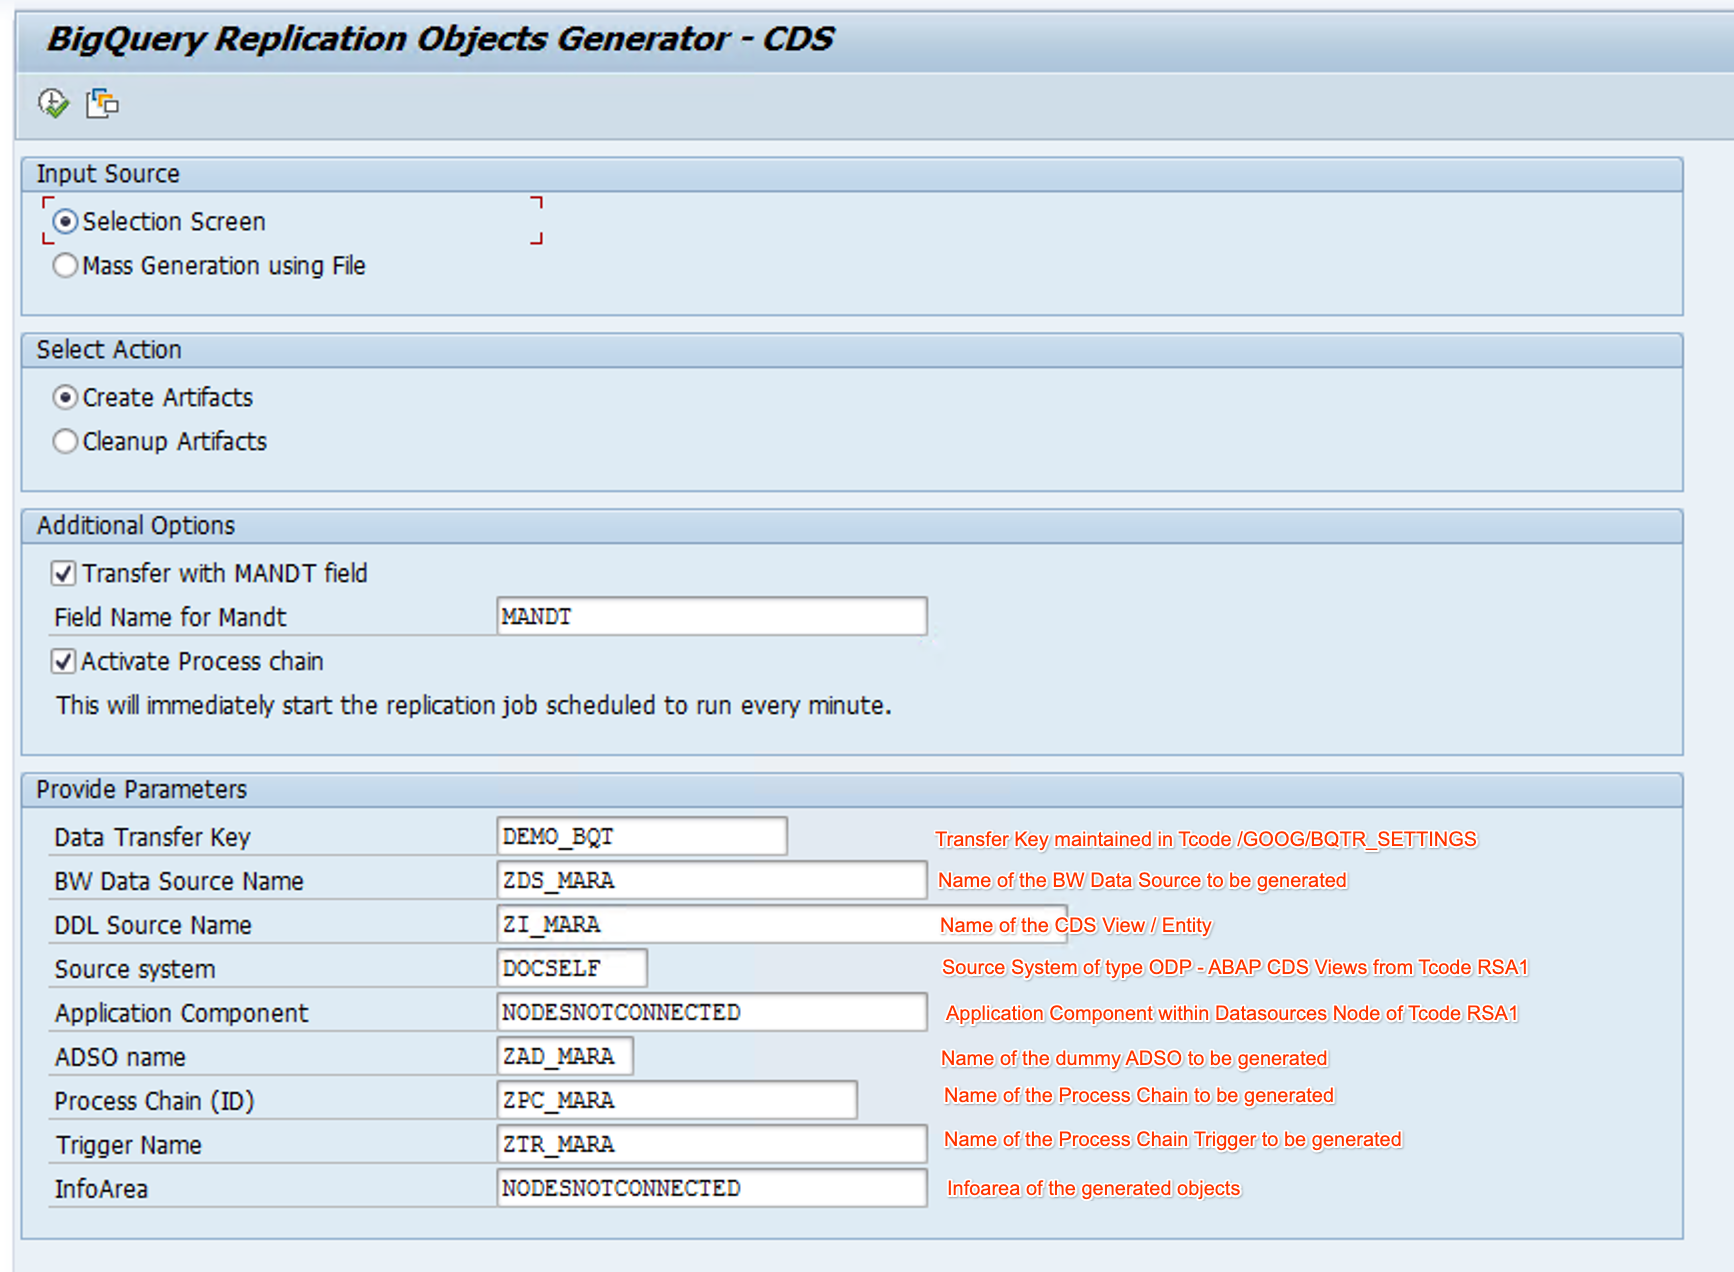 BigQuery Replication Objects Generator - CDS
Input Source
Selection Screen
Mass Generation using File
Select Action
Create Artifacts
Cleanup Artifacts
Additional Options
Transfer with MANDT field
Field Name for Mandt MANDT
Activate Process chain
This will immediately start the replication job scheduled to run every minute.
Provide Parameters
Data Transfer Key DEMO_BQT Transfer Key maintained in Tcode /GOOG/BQTR_SETTINGS
BW Data Source Name ZDS_MARA Name of the BW Data Source to be generated
DDL Source Name ZI_MARA Name of the CDS View / Entity
Source system DOCSELF Source System of type ODP - ABAP CDS Views from Tcode RSA1
Application Component NODESNOTCONNECTED Application Component within Datasources Node of Tcode RSA1
ADSO name ZAD_MARA Name of the dummy ADSO to be generated
Process Chain (ID) ZPC_MARA Name of the Process Chain to be generated
Trigger Name ZTR_MARA Name of the Process Chain Trigger to be generated
InfoArea NODESNOTCONNECTED Infoarea of the generated objects